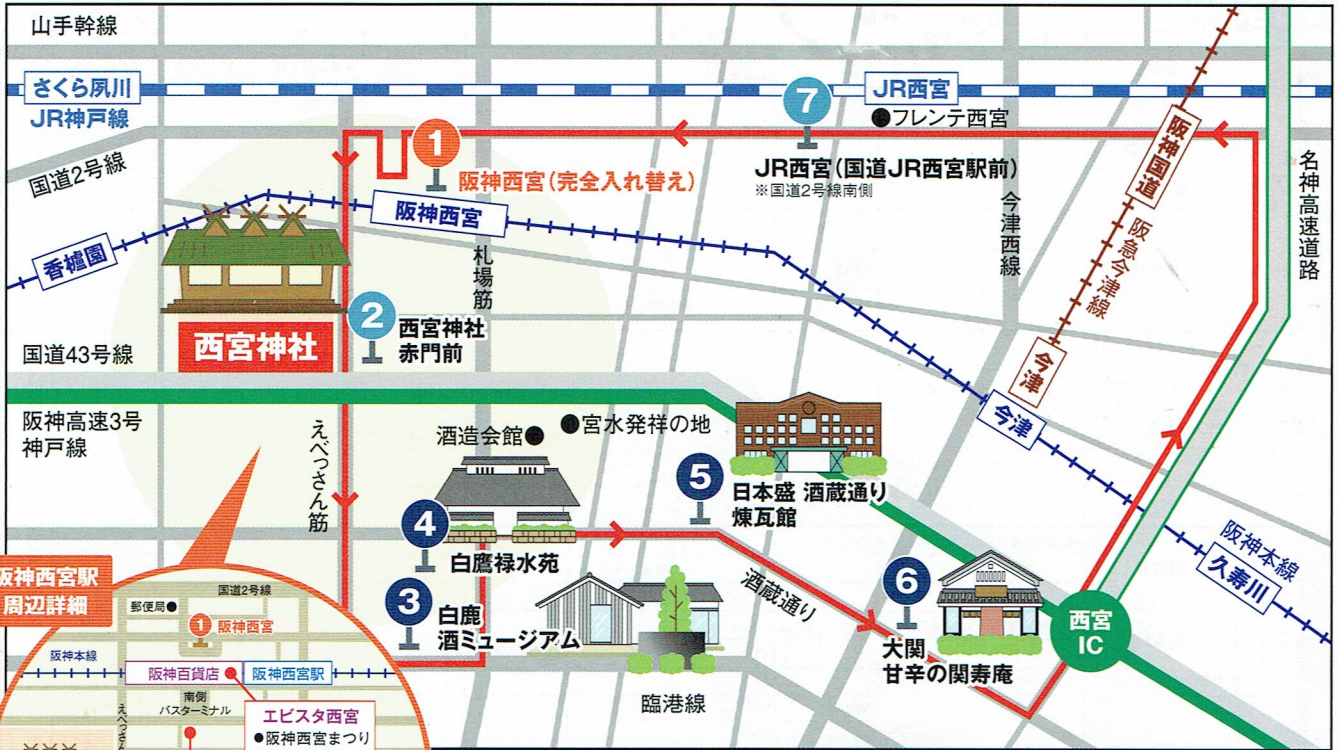 山手幹線
さくら夙川
JR神戸線
国道2号線
1
阪神西宮(完全入れ替え)
7
JR西宮
●フレンテ西宮
JR西宮(国道JR西宮駅前)
※国道2号線南側
阪神国道
阪急今津線
今津
名神高速道路
今津西線
香櫨園
阪神西宮
札場筋
西宮神社
2
西宮神社
赤門前
国道43号線
阪神高速3号
神戸線
えべっさん筋
酒造会館●
●宮水発祥の地
4
白鷹禄水苑
3
白鹿
酒ミュージアム
5
日本盛 酒蔵通り
煉瓦館
酒蔵通り
6
大関
甘辛の関寿庵
今津
阪神本線
久寿川
西宮
IC
臨港線
阪神西宮駅
周辺詳細
国道2号線
郵便局●
1
阪神西宮
阪神本線
阪神百貨店
阪神西宮駅
南側
バスターミナル
えべっさん
エビスタ西宮
●阪神西宮まつり